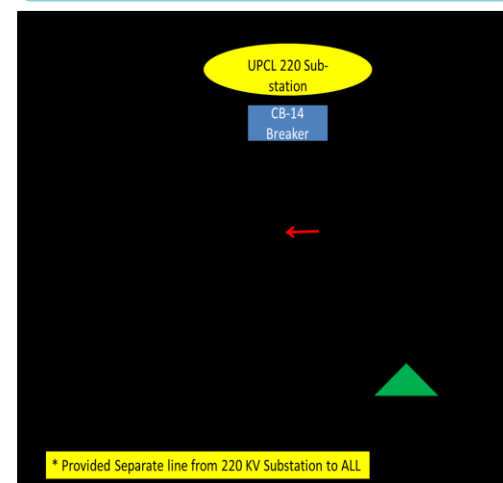 UPCL 220 Sub-
station
CB-14
Breaker
* Provided Separate line from 220 KV Substation to ALL